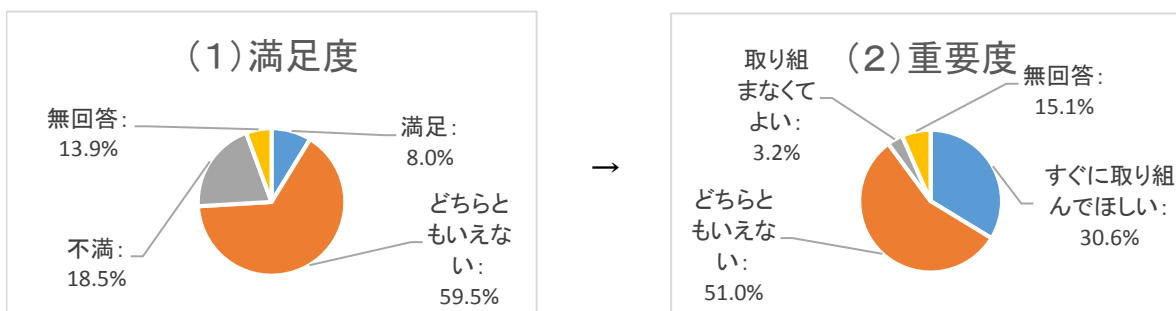 (1)満足度
無回答:
13.9%
満足:
8.0%
どちらと
もいえな
い:
59.5%
不満:
18.5%
→
(2)重要度
取り組
まなくて
よい:
3.2%
無回答:
15.1%
すぐに取り組
んでほしい:
30.6%
どちらと
もいえな
い:
51.0%